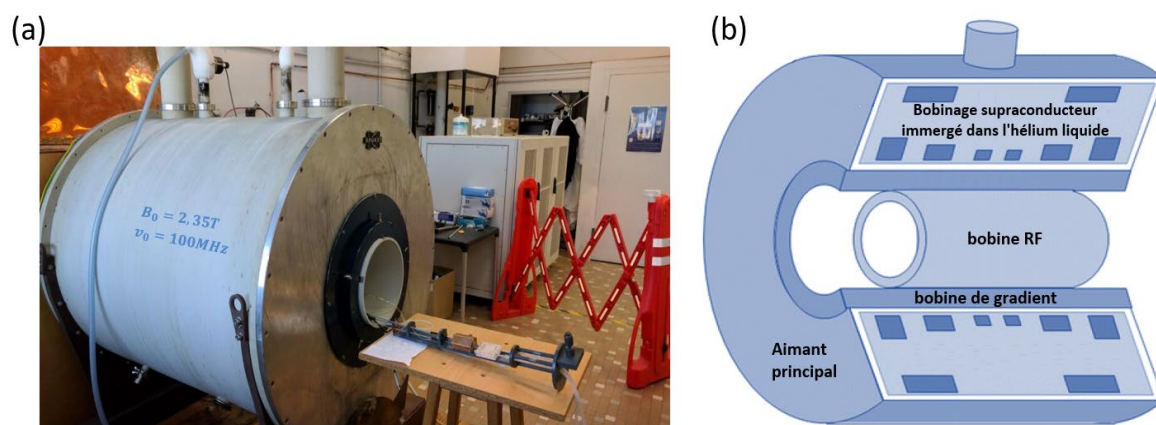 (a)
B₀ = 2,35T
ν₀ = 100MHz
(b)
Bobinage supraconducteur
immergé dans l'hélium liquide
bobine RF
bobine de gradient
Aimant
principal